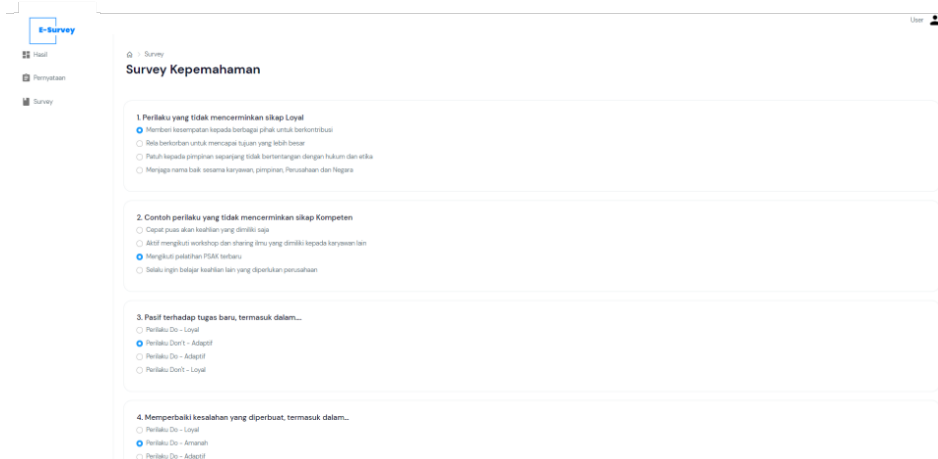 User
E-Survey
Hasil
Pernyataan
Survey
/ Survey
Survey Kepemahaman
1. Perilaku yang tidak mencerminkan sikap Loyal
Memberi kesempatan kepada berbagai pihak untuk berkontribusi
Rela berkorban untuk mencapai tujuan yang lebih besar
Patuh kepada pimpinan sepanjang tidak bertentangan dengan hukum dan etika
Menjaga nama baik sesama karyawan, pimpinan, Perusahaan dan Negara
2. Contoh perilaku yang tidak mencerminkan sikap Kompeten
Cepat puas akan keahlian yang dimiliki saja
Aktif mengikuti workshop dan sharing ilmu yang dimiliki kepada karyawan lain
Mengikuti pelatihan PSAK terbaru
Selalu ingin belajar keahlian lain yang diperlukan perusahaan
3. Pasif terhadap tugas baru, termasuk dalam....
Perilaku Do – Loyal
Perilaku Don't – Adaptif
Perilaku Do – Adaptif
Perilaku Don't – Loyal
4. Memperbaiki kesalahan yang diperbuat, termasuk dalam...
Perilaku Do – Loyal
Perilaku Do – Amanah
Perilaku Do – Adaptif